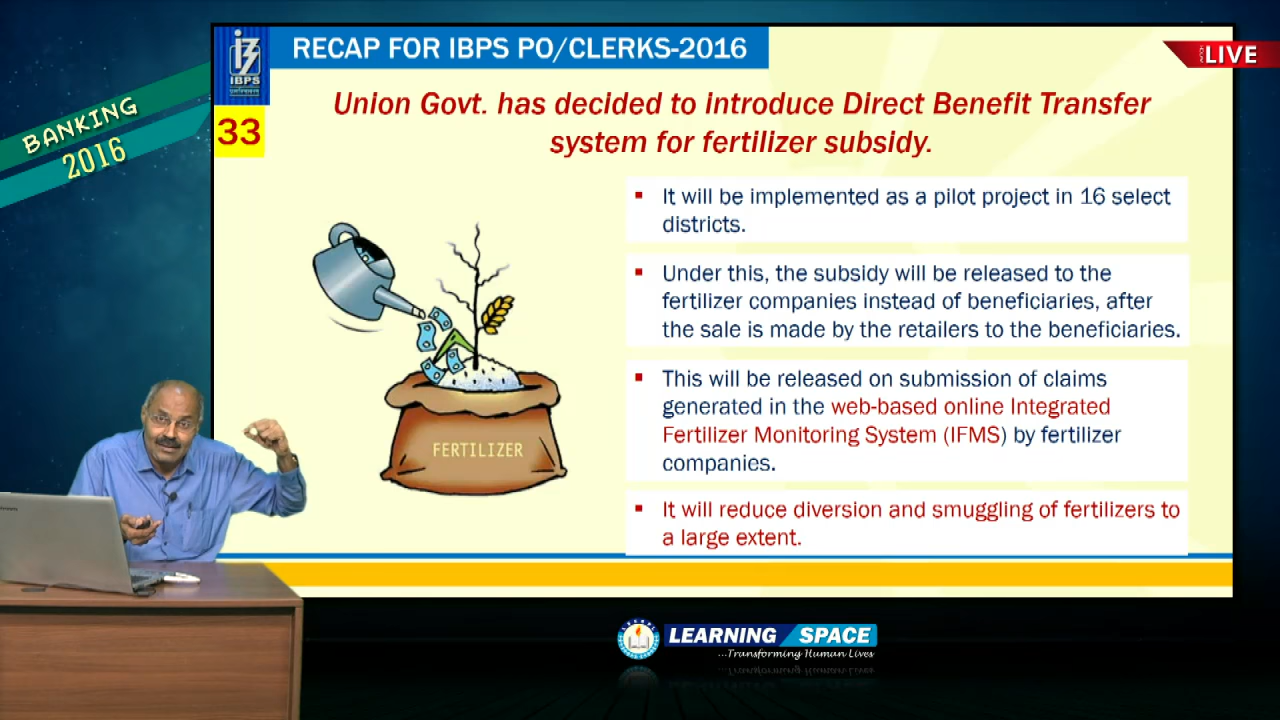 RECAP FOR IBPS PO/CLERKS-2016
IBPS
LIVE
BANKING
2016
33
Union Govt. has decided to introduce Direct Benefit Transfer
system for fertilizer subsidy.
▪ It will be implemented as a pilot project in 16 select
districts.
▪ Under this, the subsidy will be released to the
fertilizer companies instead of beneficiaries, after
the sale is made by the retailers to the beneficiaries.
▪ This will be released on submission of claims
generated in the web-based online Integrated
Fertilizer Monitoring System (IFMS) by fertilizer
companies.
▪ It will reduce diversion and smuggling of fertilizers to
a large extent.
FERTILIZER
LEARNING SPACE
...Transforming Human Lives